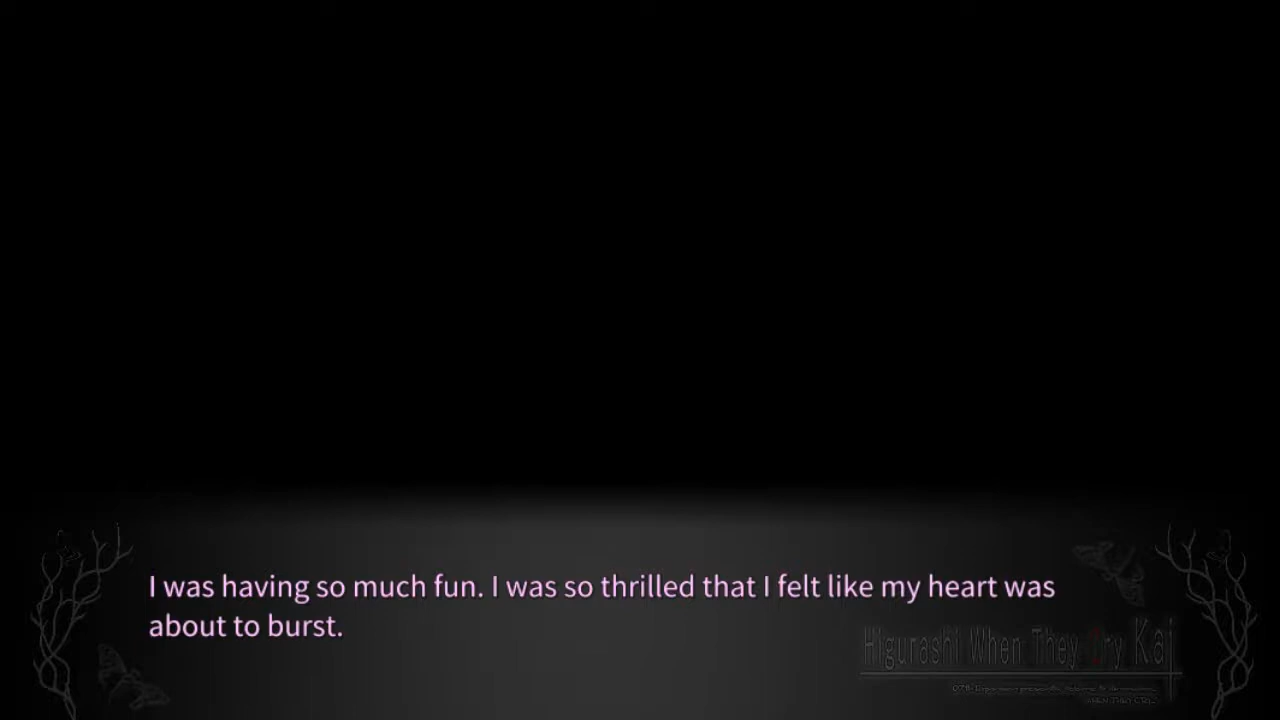 I was having so much fun. I was so thrilled that I felt like my heart was
about to burst.
Higurashi When They Cry Kai